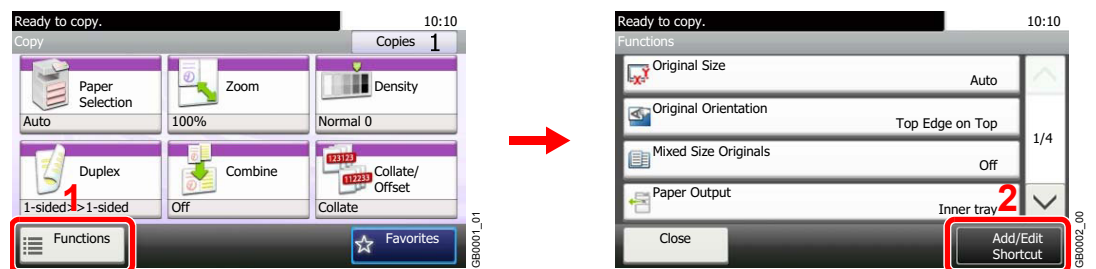 Ready to copy.
10:10
Copy
Copies 1
Paper
Selection
Auto
Zoom
100%
Density
Normal 0
Duplex
1-sided>>1-sided
Combine
Off
123123
112233
Collate/
Offset
Collate
1
Functions
Favorites
GB0001_01
Ready to copy.
10:10
Functions
Original Size
Auto
Original Orientation
Top Edge on Top
Mixed Size Originals
Off
Paper Output
Inner tray
1/4
2
Close
Add/Edit
Shortcut
GB0002_00